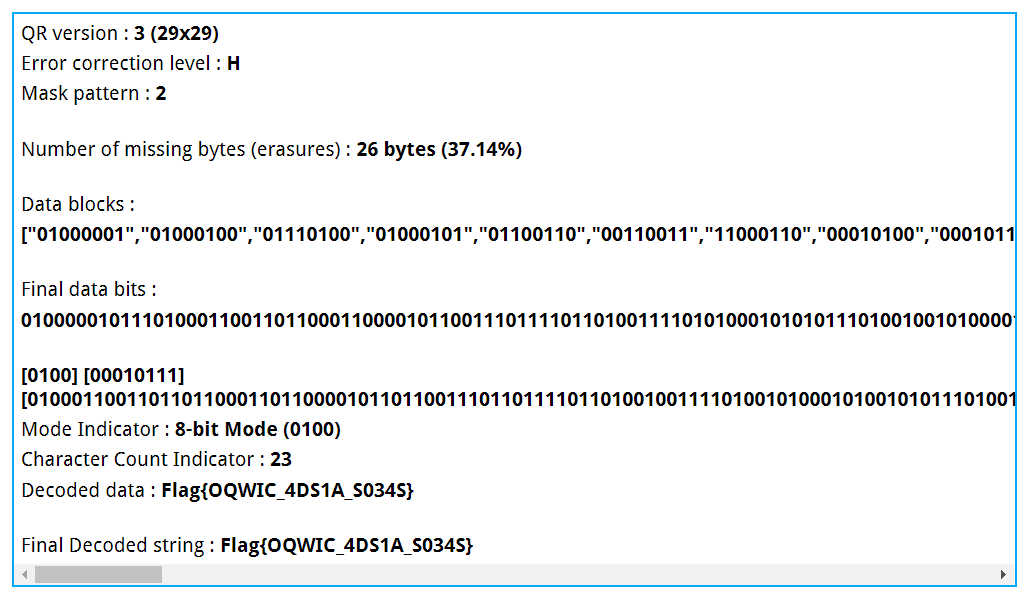 QR version : 3 (29x29)
Error correction level : H
Mask pattern : 2
Number of missing bytes (erasures) : 26 bytes (37.14%)
Data blocks :
["01000001","01000100","01110100","01000101","01100110","00110011","11000110","00010100","0001011
Final data bits :
010000010111010001100110110001100001011001110111101101001111010100010101011101001001010000
[0100] [00010111]
[010001100110110110001101100001011011001110110111101101001001111010010100010100101011101001
Mode Indicator : 8-bit Mode (0100)
Character Count Indicator : 23
Decoded data : Flag{OQWIC_4DS1A_S034S}
Final Decoded string : Flag{OQWIC_4DS1A_S034S}